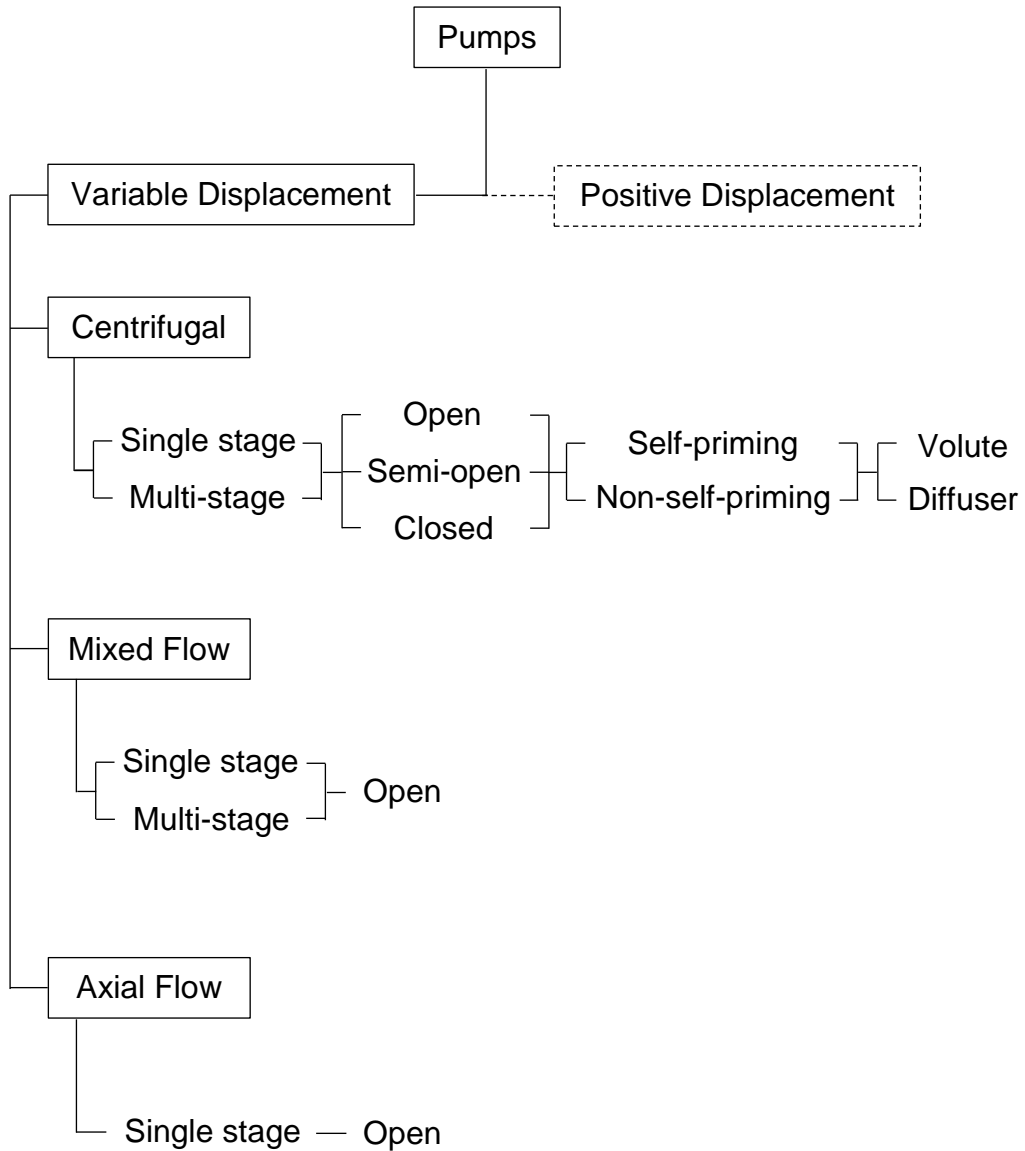 Pumps
Variable Displacement
Positive Displacement
Centrifugal
Single stage
Multi-stage
Open
Semi-open
Closed
Self-priming
Non-self-priming
Volute
Diffuser
Mixed Flow
Single stage
Multi-stage
Open
Axial Flow
Single stage
Open